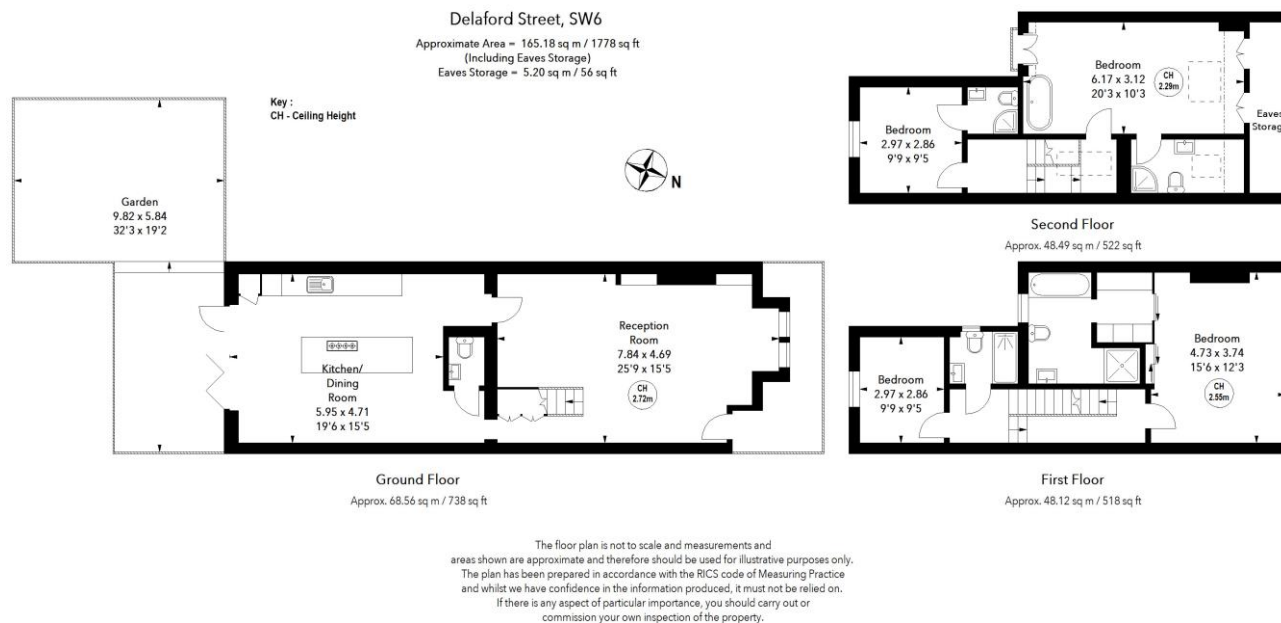 Delaford Street, SW6
Approximate Area = 165.18 sq m / 1778 sq ft
(Including Eaves Storage)
Eaves Storage = 5.20 sq m / 56 sq ft
Key :
CH - Ceiling Height
N
Garden
9.82 x 5.84
32'3 x 19'2
Kitchen/
Dining
Room
5.95 x 4.71
19'6 x 15'5
Reception
Room
7.84 x 4.69
25'9 x 15'5
CH
2.72m
Ground Floor
Approx. 68.56 sq m / 738 sq ft
Bedroom
2.97 x 2.86
9'9 x 9'5
Bedroom
6.17 x 3.12
20'3 x 10'3
CH
2.29m
Eaves
Storage
Second Floor
Approx. 48.49 sq m / 522 sq ft
Bedroom
2.97 x 2.86
9'9 x 9'5
Bedroom
4.73 x 3.74
15'6 x 12'3
CH
2.55m
First Floor
Approx. 48.12 sq m / 518 sq ft
The floor plan is not to scale and measurements and
areas shown are approximate and therefore should be used for illustrative purposes only.
The plan has been prepared in accordance with the RICS code of Measuring Practice
and whilst we have confidence in the information produced, it must not be relied on.
If there is any aspect of particular importance, you should carry out or
commission your own inspection of the property.